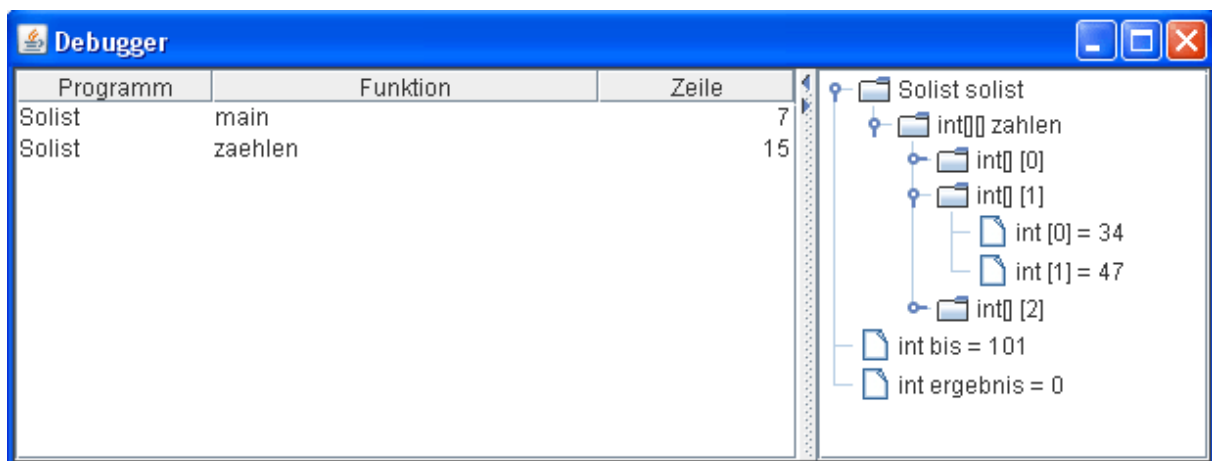 Debugger
Programm Funktion Zeile
Solist main 7
Solist zaehlen 15
Solist solist
int[][] zahlen
int[] [0]
int[] [1]
int [0] = 34
int [1] = 47
int[] [2]
int bis = 101
int ergebnis = 0